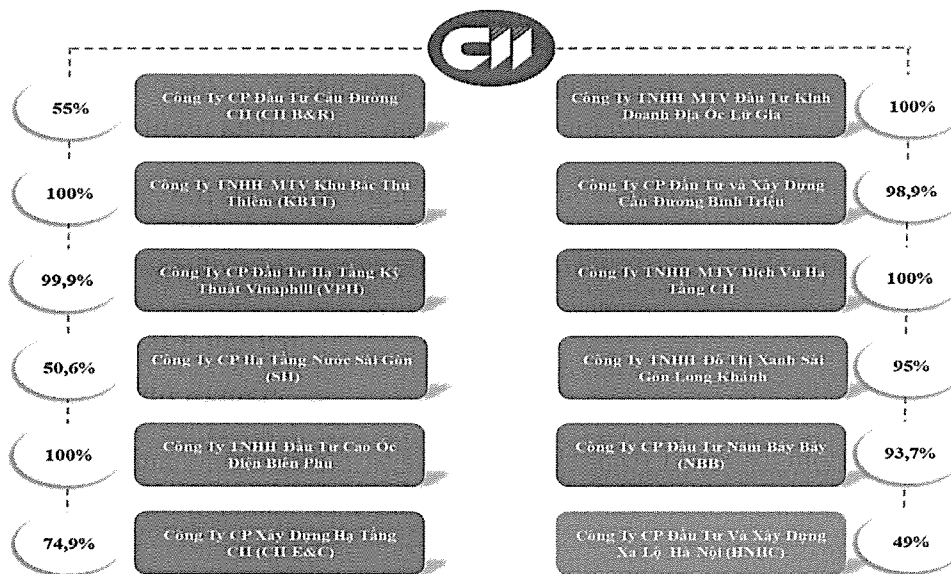 CII
55%
Công Ty CP Đầu Tư Cầu Đường
CII (CII B&R)
100%
Công Ty TNHH MTV Khu Bắc Thủ
Thiêm (KBTT)
99,9%
Công Ty CP Đầu Tư Hạ Tầng Kỹ
Thuật Vinaphill (VPH)
50,6%
Công Ty CP Hạ Tầng Nước Sài Gòn
(SII)
100%
Công Ty TNHH Đầu Tư Cao Ốc
Điện Biên Phủ
74,9%
Công Ty CP Xây Dựng Hạ Tầng
CII (CII E&C)
Công Ty TNHH MTV Đầu Tư Kinh
Doanh Địa Ốc Lữ Gia
100%
Công Ty CP Đầu Tư và Xây Dựng
Cầu Đường Bình Triệu
98,9%
Công Ty TNHH MTV Dịch Vụ Hạ
Tầng CII
100%
Công Ty TNHH Đô Thị Xanh Sài
Gòn Long Khánh
95%
Công Ty CP Đầu Tư Năm Bảy Bảy
(NBB)
93,7%
Công Ty CP Đầu Tư Và Xây Dựng
Xa Lộ Hà Nội (HNHC)
49%